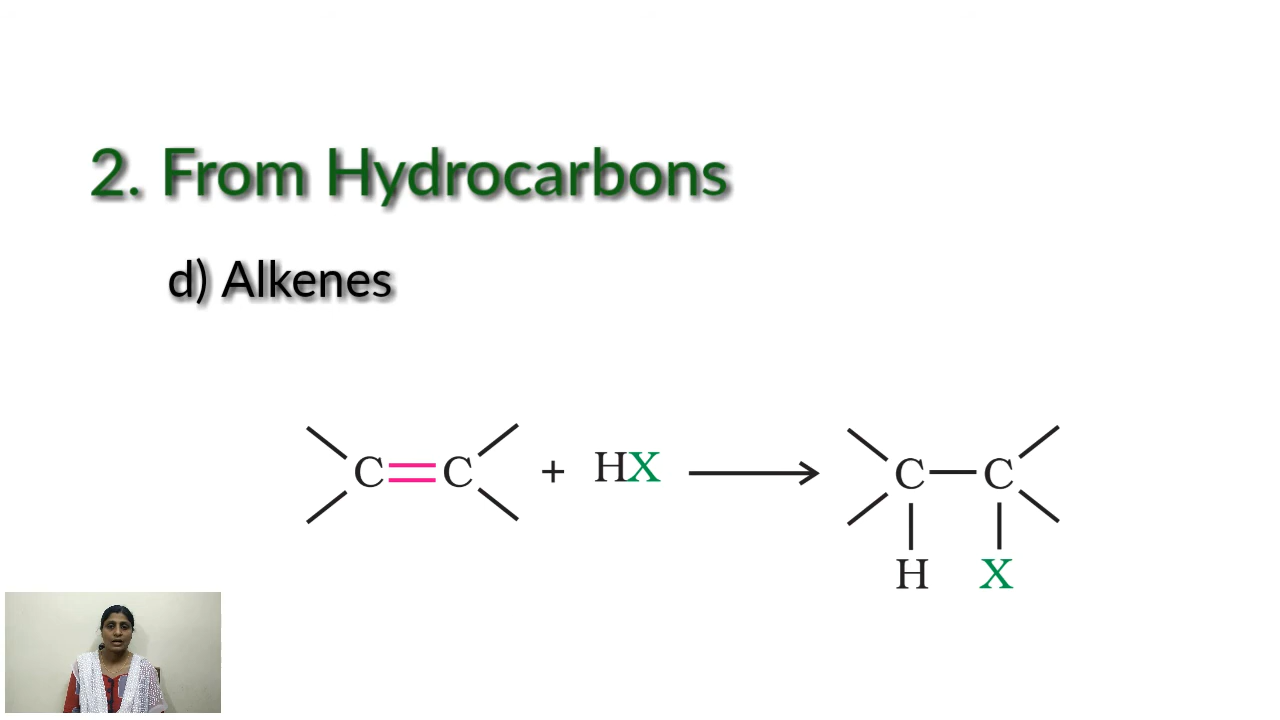 2. From Hydrocarbons
d) Alkenes
C=C + HX → C—C
H X